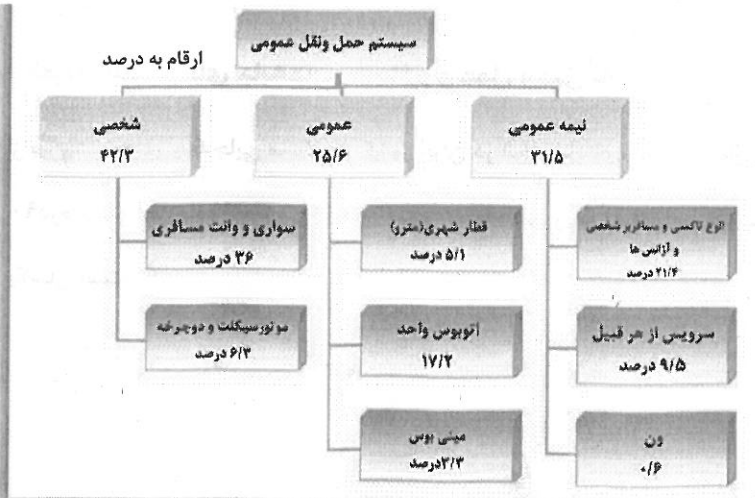 سیستم حمل ونقل عمومی
ارقام به درصد
نیمه عمومی
۳۱/۵
عمومی
۲۵/۶
شخصی
۴۲/۳
انوع تاکسی و مسافربر شخصی
و آژانس ها
۲۱/۴ درصد
سرویس از هر قبیل
۹/۵ درصد
ون
۰/۶
قطار شهری(مترو)
۵/۱ درصد
اتوبوس واحد
۱۷/۲
مینی بوس
۳/۳درصد
سواری و وانت مسافری
۳۶ درصد
موتورسیکلت و دوچرخه
۶/۳ درصد